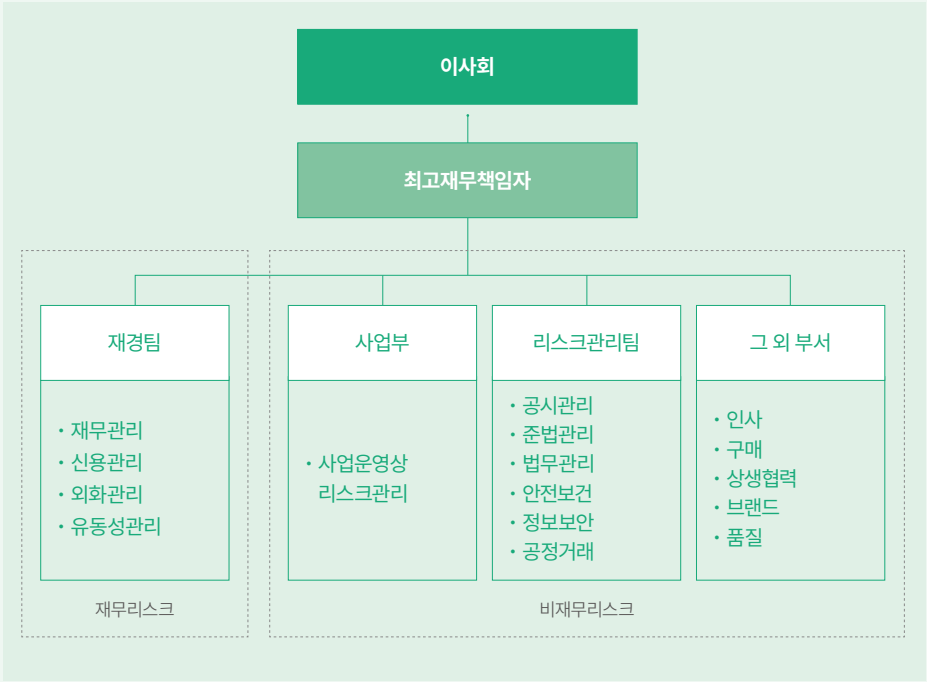 이사회
최고재무책임자
재경팀
· 재무관리
· 신용관리
· 외화관리
· 유동성관리
재무리스크
사업부
· 사업운영상
리스크관리
리스크관리팀
· 공시관리
· 준법관리
· 법무관리
· 안전보건
· 정보보안
· 공정거래
그 외 부서
· 인사
· 구매
· 상생협력
· 브랜드
· 품질
비재무리스크